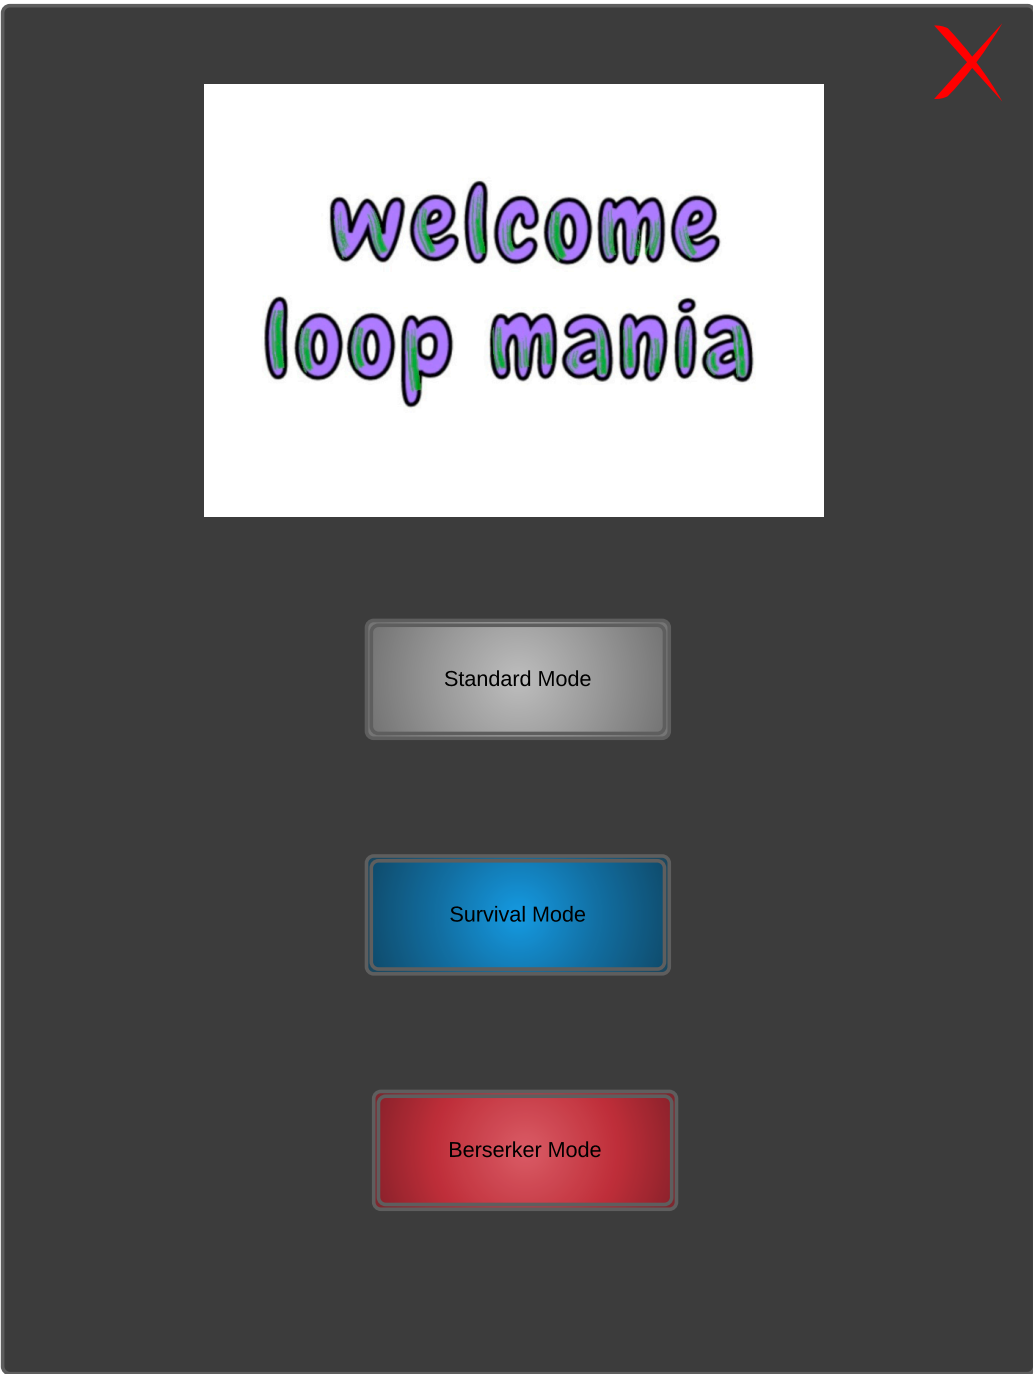 welcome
loop mania
Standard Mode
Survival Mode
Berserker Mode